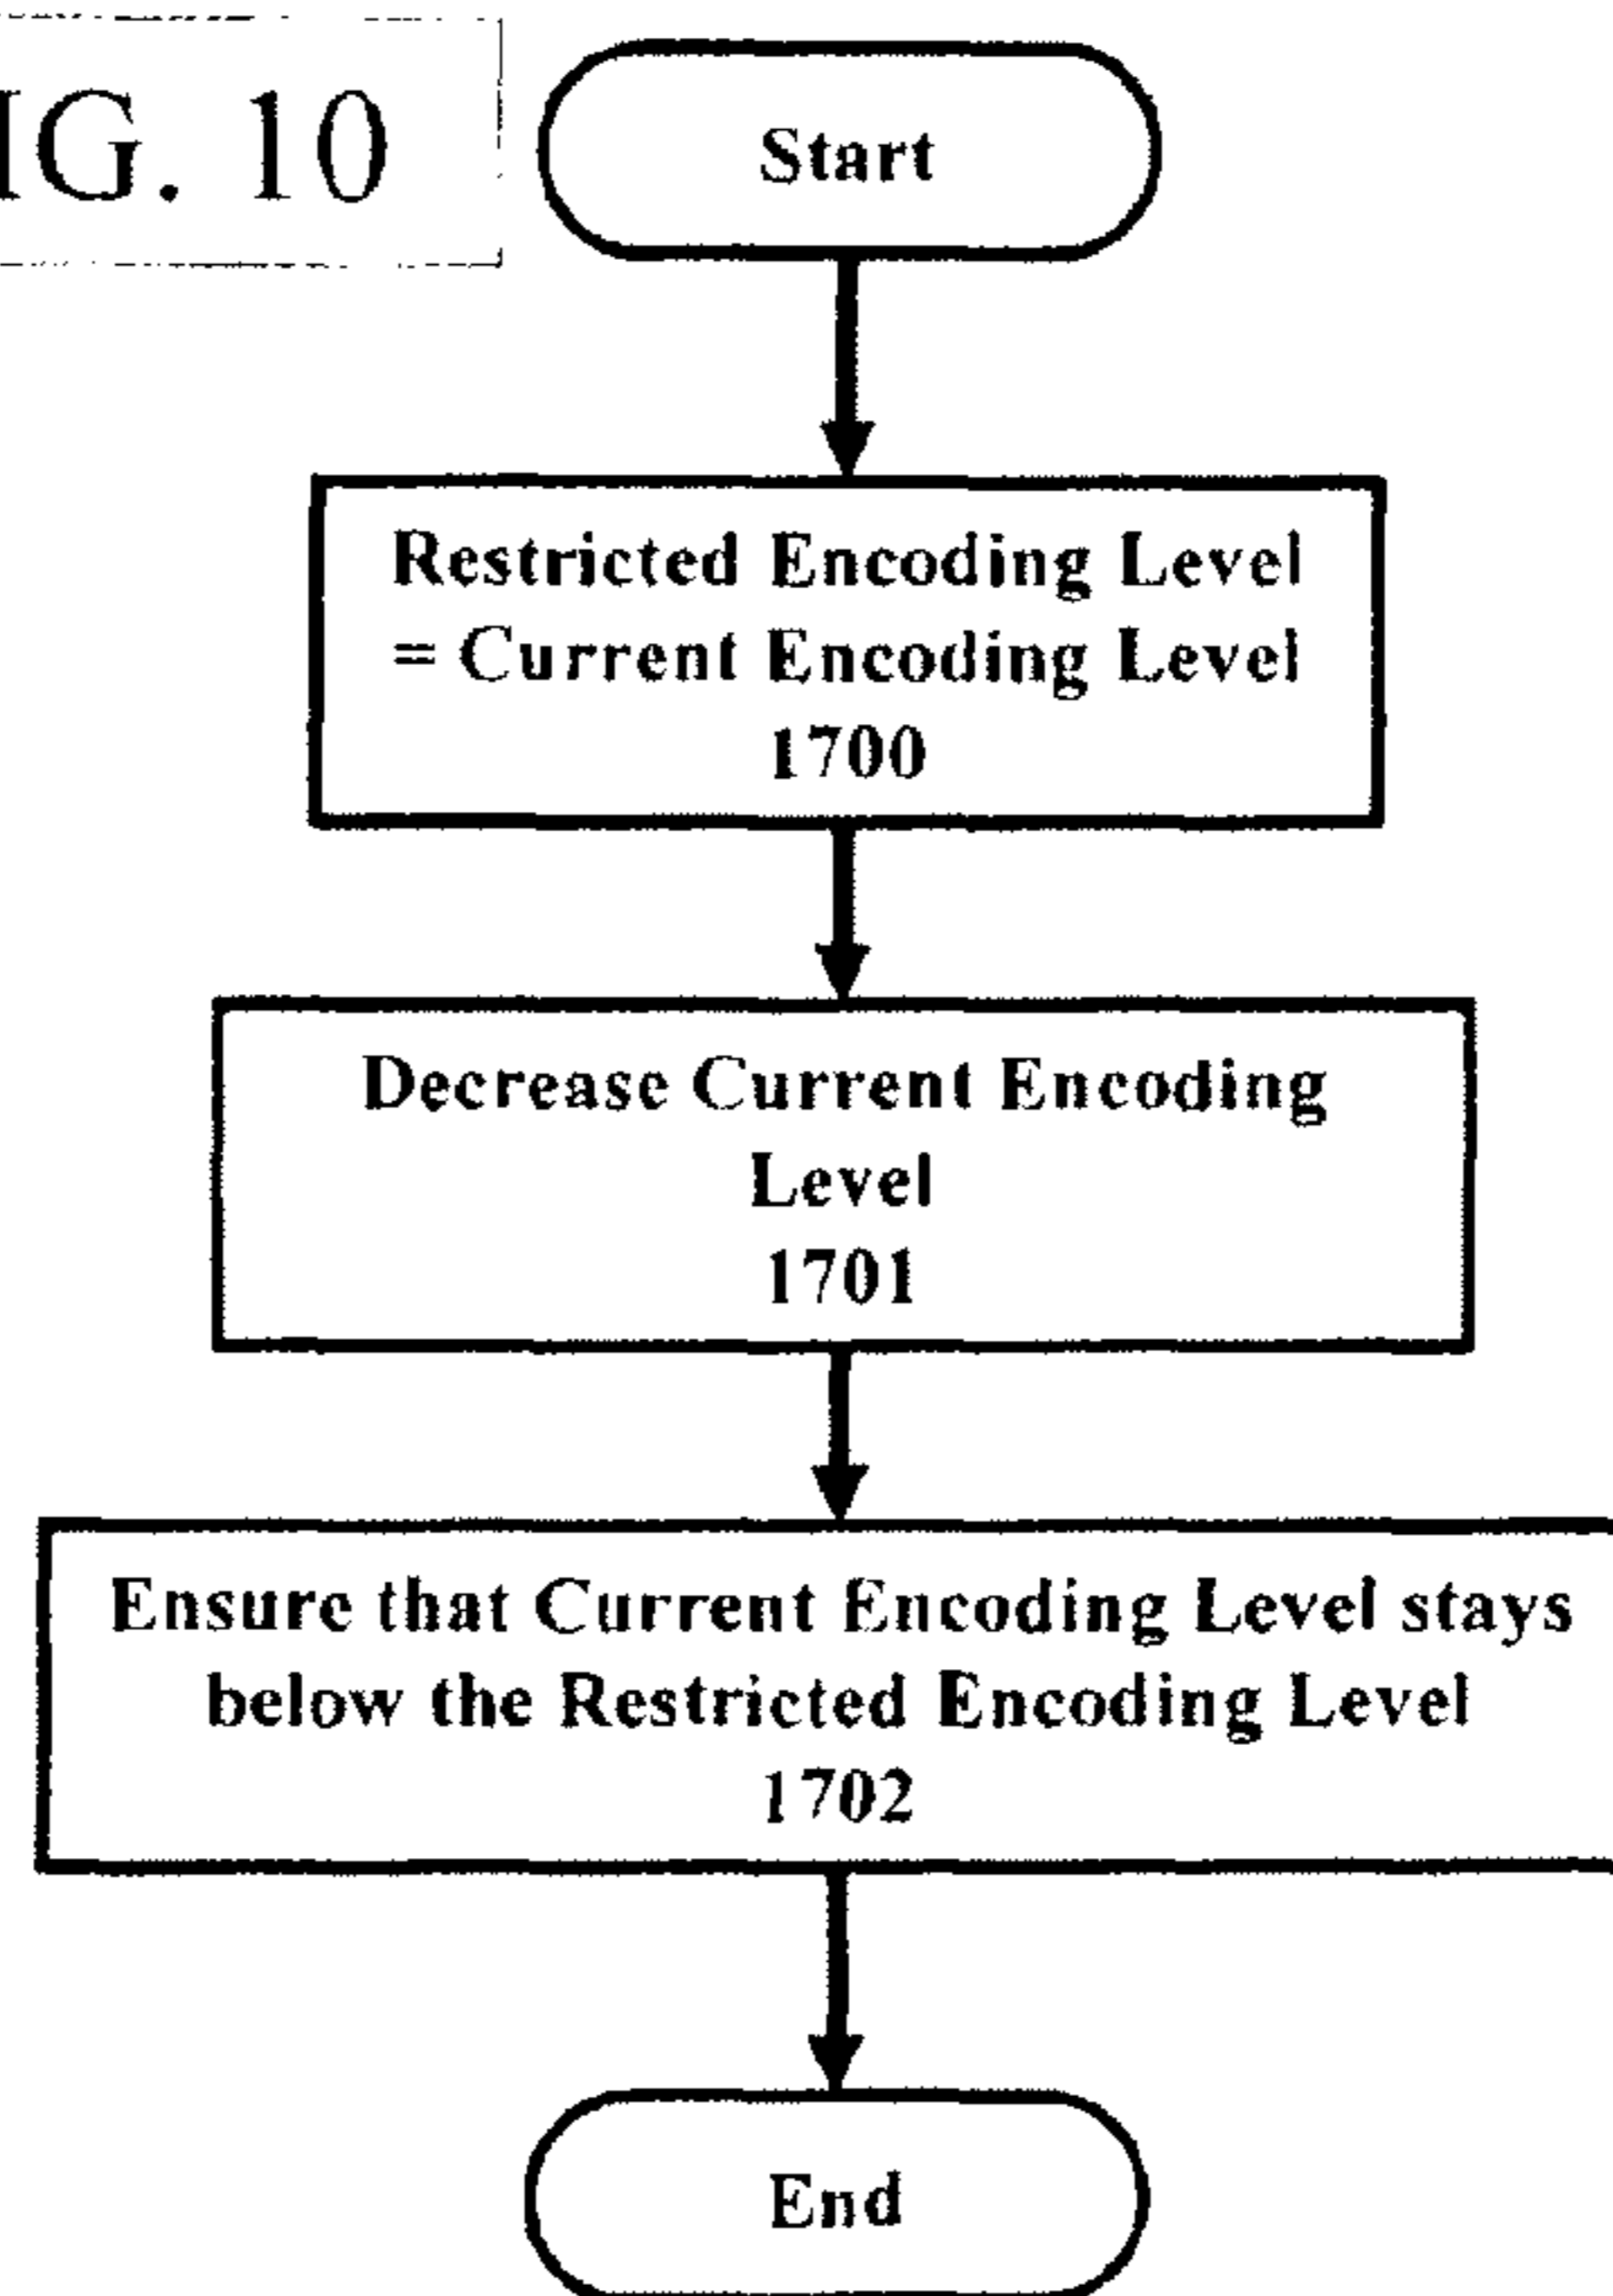 IG. 10
Start
Restricted Encoding Level
= Current Encoding Level
1700
Decrease Current Encoding
Level
1701
Ensure that Current Encoding Level stays
below the Restricted Encoding Level
1702
End